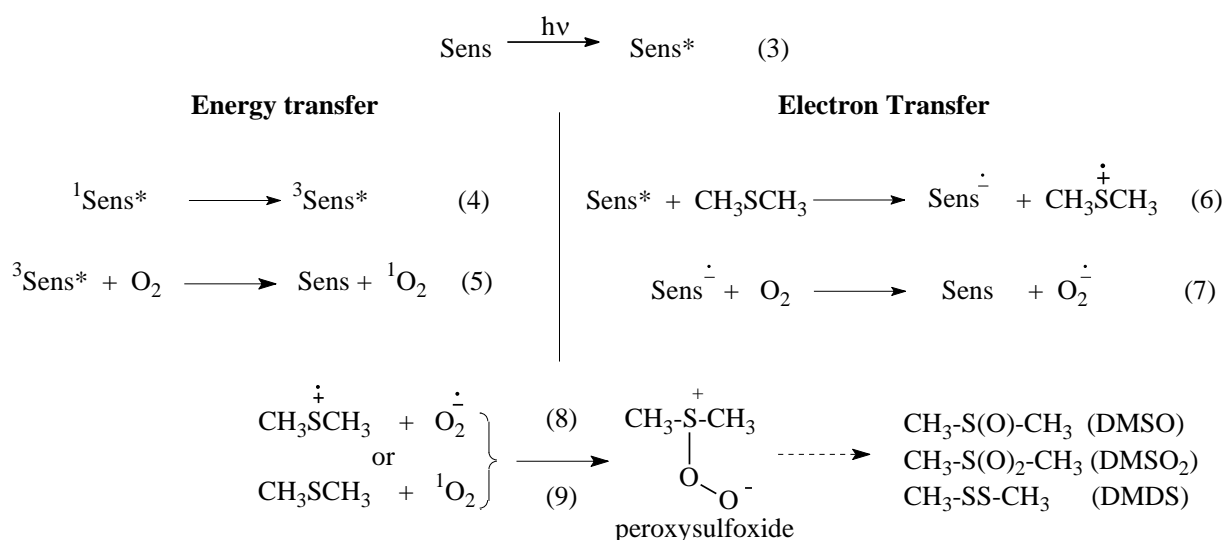 Sens hν Sens* (3)
Energy transfer
Electron Transfer
¹Sens* ³Sens* (4)
³Sens* + O₂ Sens + ¹O₂ (5)
Sens* + CH₃SCH₃ Sens∸ + CH₃S∔CH₃ (6)
Sens∸ + O₂ Sens + O₂∸ (7)
CH₃S∔CH₃ + O₂∸ (8)
or
CH₃SCH₃ + ¹O₂ (9)
+
CH₃-S-CH₃
O
O⁻
peroxysulfoxide
CH₃-S(O)-CH₃ (DMSO)
CH₃-S(O)₂-CH₃ (DMSO₂)
CH₃-SS-CH₃ (DMDS)